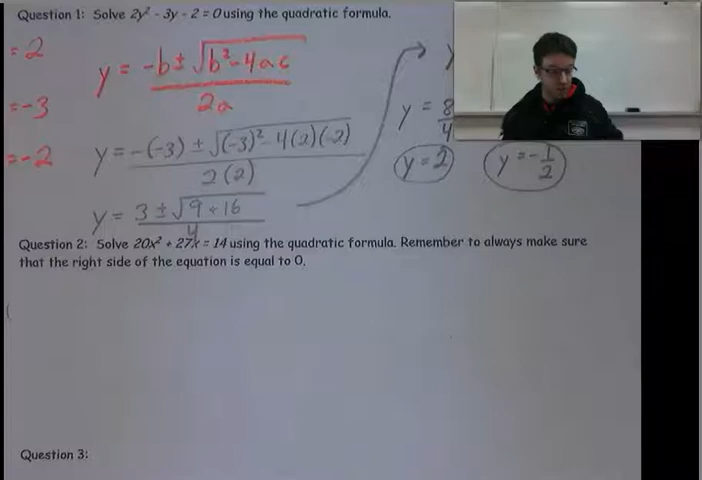 Question 1: Solve 2y² - 3y - 2 = 0 using the quadratic formula.
= 2
y = -b ± √b² - 4ac
2a
= -3
y = 8
4
y = -(-3) ± √(-3)² - 4(2)(-2)
2(2)
= -2
y = 2
y = -1
2
y = 3 ± √9 + 16
4
Question 2: Solve 20x² + 27x = 14 using the quadratic formula. Remember to always make sure
that the right side of the equation is equal to 0.
Question 3: